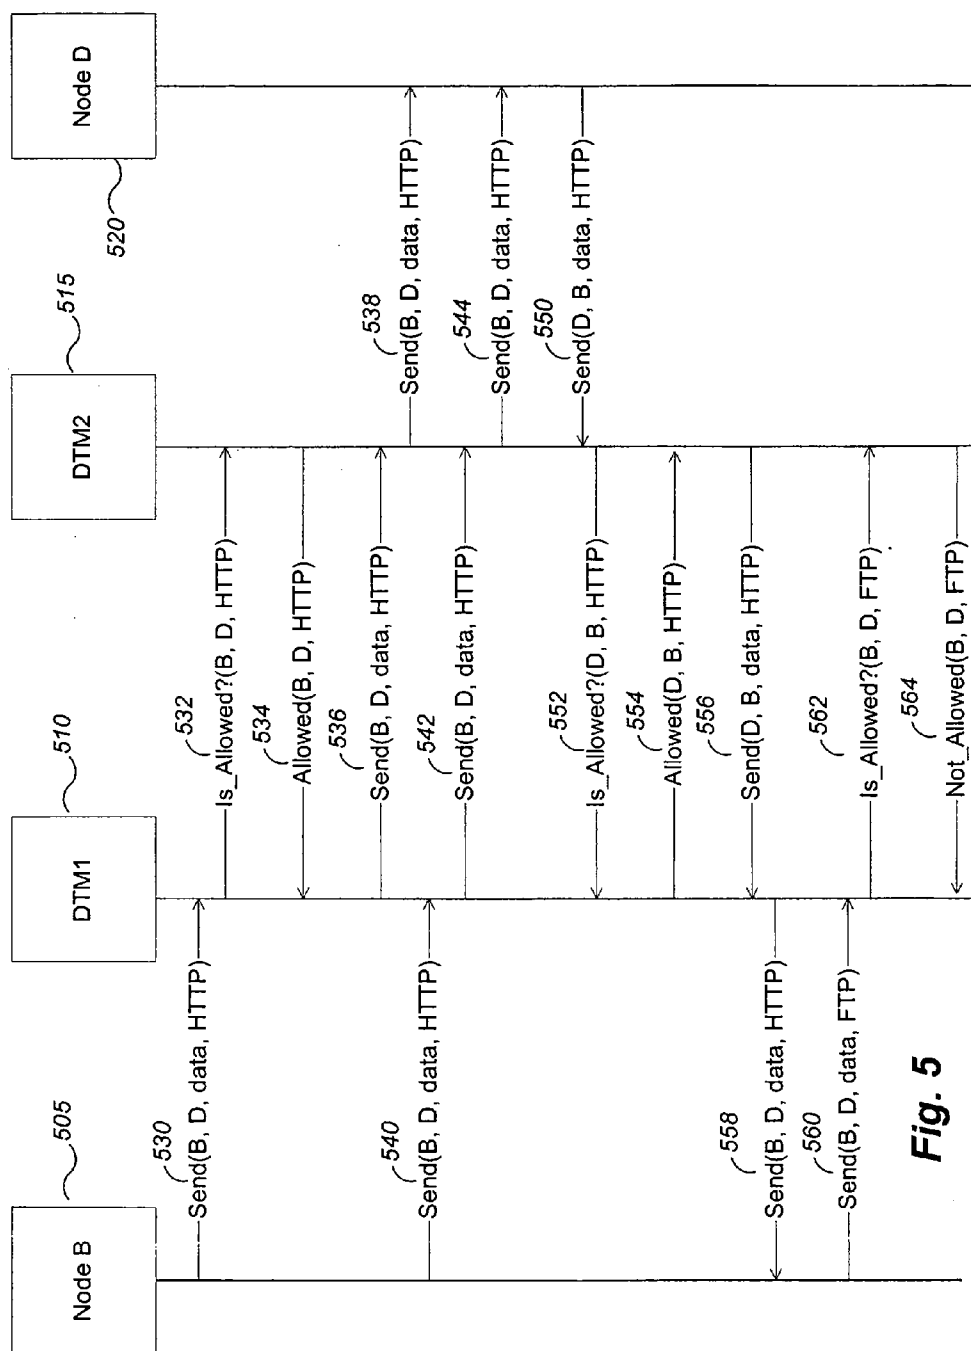 Node B
505
DTM1
510
DTM2
515
Node D
520
530
Send(B, D, data, HTTP)
532
Is_Allowed?(B, D, HTTP)
534
Allowed(B, D, HTTP)
536
Send(B, D, data, HTTP)
538
Send(B, D, data, HTTP)
540
Send(B, D, data, HTTP)
542
Send(B, D, data, HTTP)
544
Send(B, D, data, HTTP)
550
Send(D, B, data, HTTP)
552
Is_Allowed?(D, B, HTTP)
554
Allowed(D, B, HTTP)
556
Send(D, B, data, HTTP)
558
Send(B, D, data, HTTP)
560
Send(B, D, data, FTP)
562
Is_Allowed?(B, D, FTP)
564
Not_Allowed(B, D, FTP)
Fig. 5